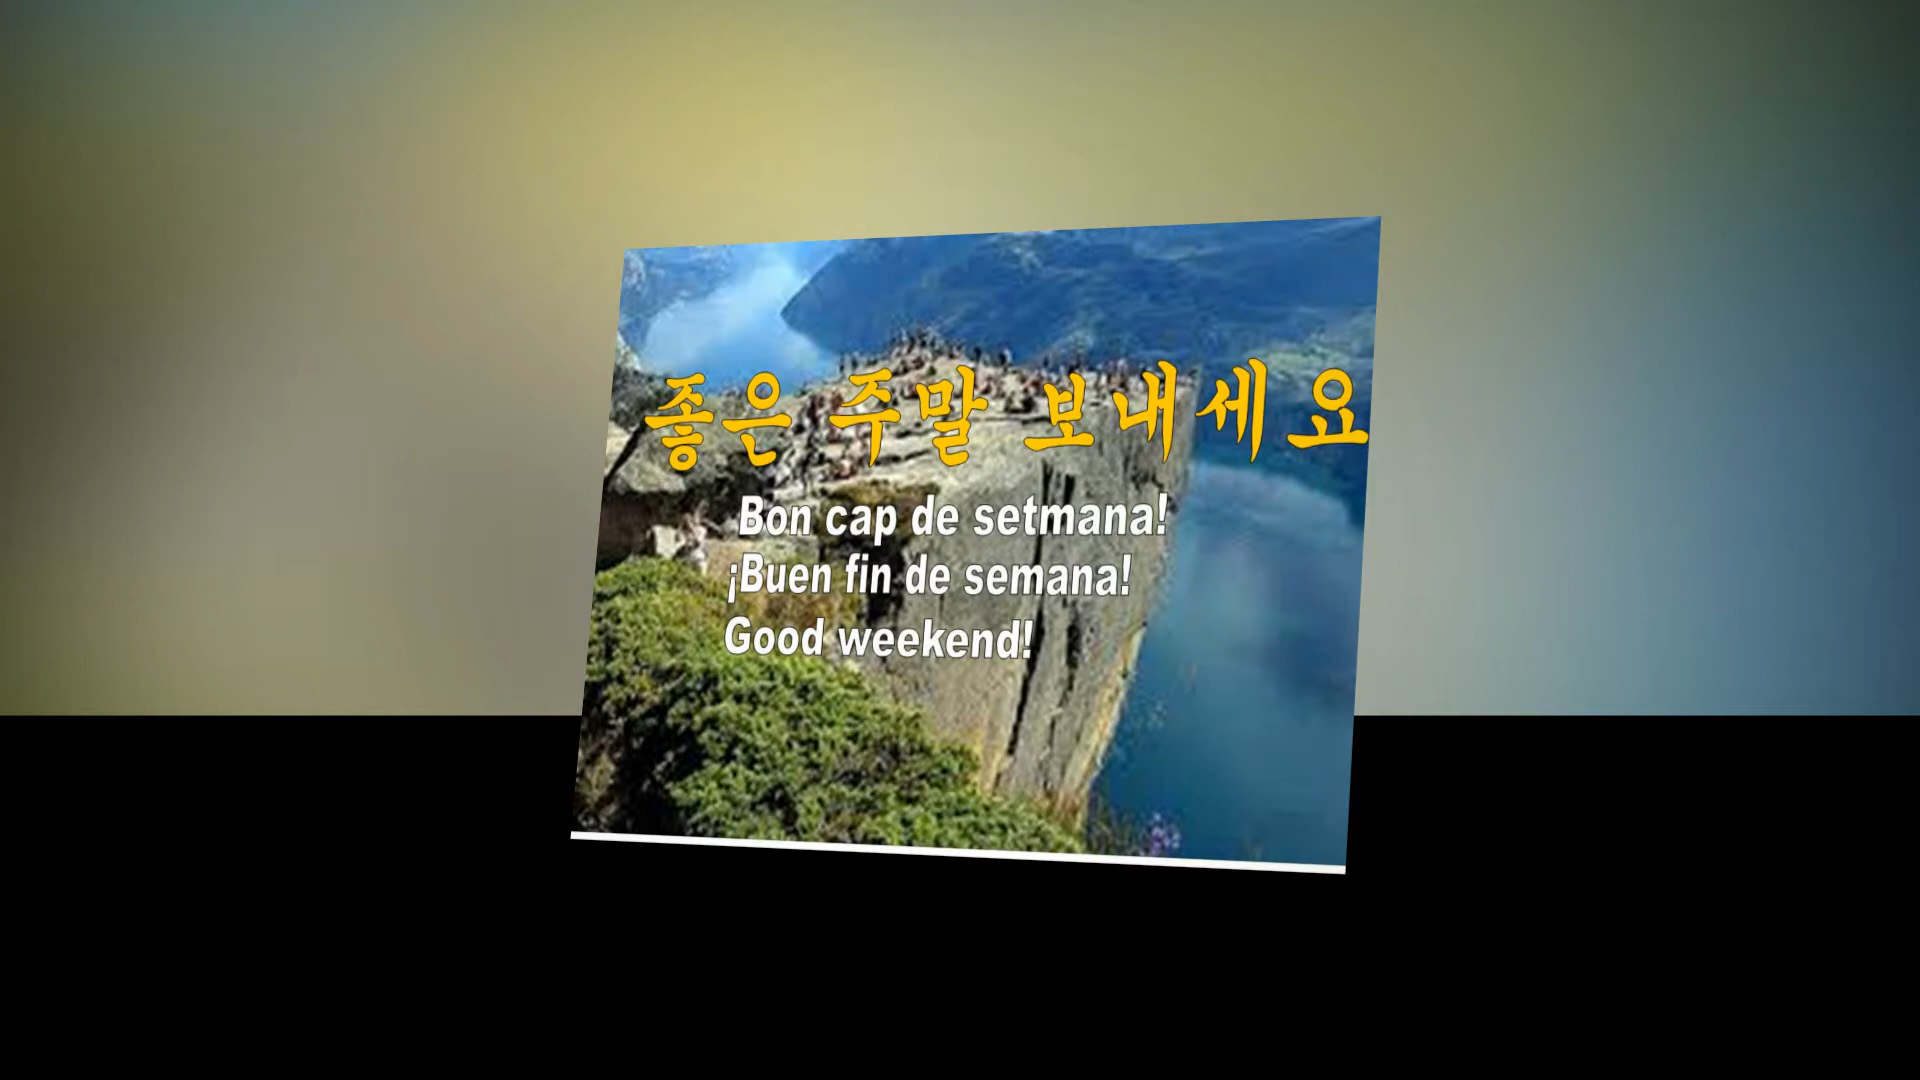 좋은 주말 보내세요
Bon cap de setmana!
¡Buen fin de semana!
Good weekend!